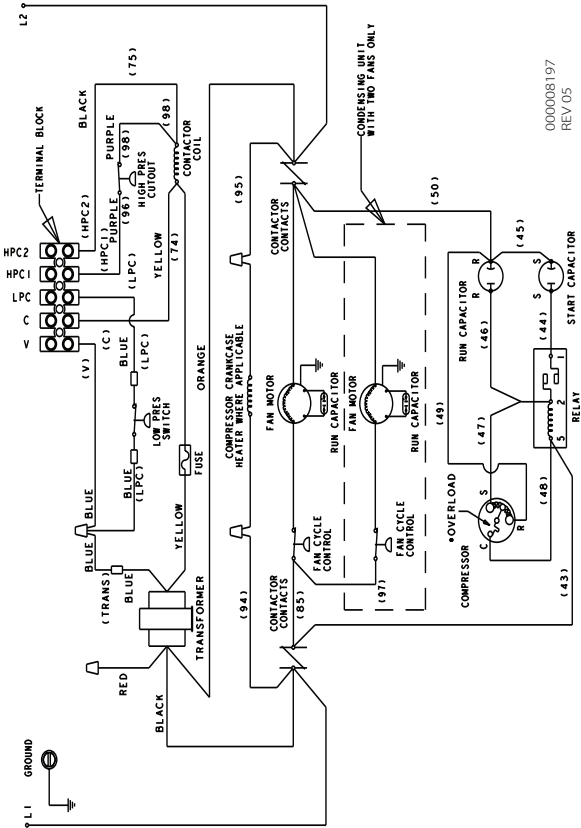 L2
(75)
BLACK
TERMINAL BLOCK
PURPLE
(98)
(98)
HIGH PRES
CUTOUT
CONTACTOR
COIL
(HPC2)
(HPC1)
PURPLE
(96)
YELLOW
(74)
HPC2
HPC1
LPC
C
V
(LPC)
(C)
(V)
BLUE
(LPC)
LOW PRES
SWITCH
BLUE
(LPC)
BLUE
BLUE
(TRANS)
BLUE
YELLOW
FUSE
ORANGE
TRANSFORMER
RED
BLACK
GROUND
L1
(95)
COMPRESSOR CRANKCASE
HEATER WHERE APPLICABLE
(94)
CONTACTOR
CONTACTS
CONDENSING UNIT
WITH TWO FANS ONLY
FAN MOTOR
RUN CAPACITOR
FAN CYCLE
CONTROL
CONTACTOR
CONTACTS
(85)
FAN MOTOR
RUN CAPACITOR
FAN CYCLE
CONTROL
(97)
(50)
(49)
R
R
RUN CAPACITOR
(46)
(45)
S
S
START CAPACITOR
(44)
1
2
5
RELAY
(47)
(48)
*OVERLOAD
COMPRESSOR
C
S
R
(43)
000008197
REV 05